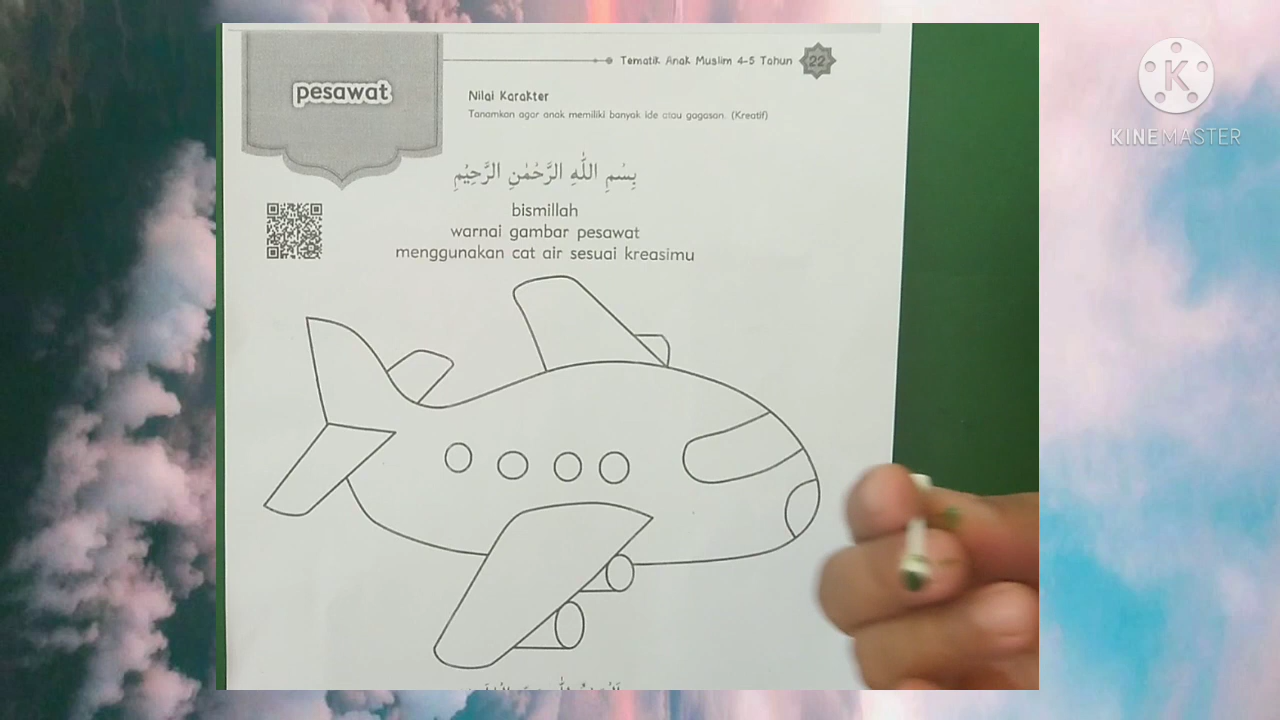 pesawat
Tematik Anak Muslim 4-5 Tahun 22
Nilai Karakter
Tanamkan agar anak memiliki banyak ide atau gagasan. (Kreatif)
بِسْمِ اللّٰهِ الرَّحْمٰنِ الرَّحِيْمِ
bismillah
warnai gambar pesawat
menggunakan cat air sesuai kreasimu
K
KINEMASTER